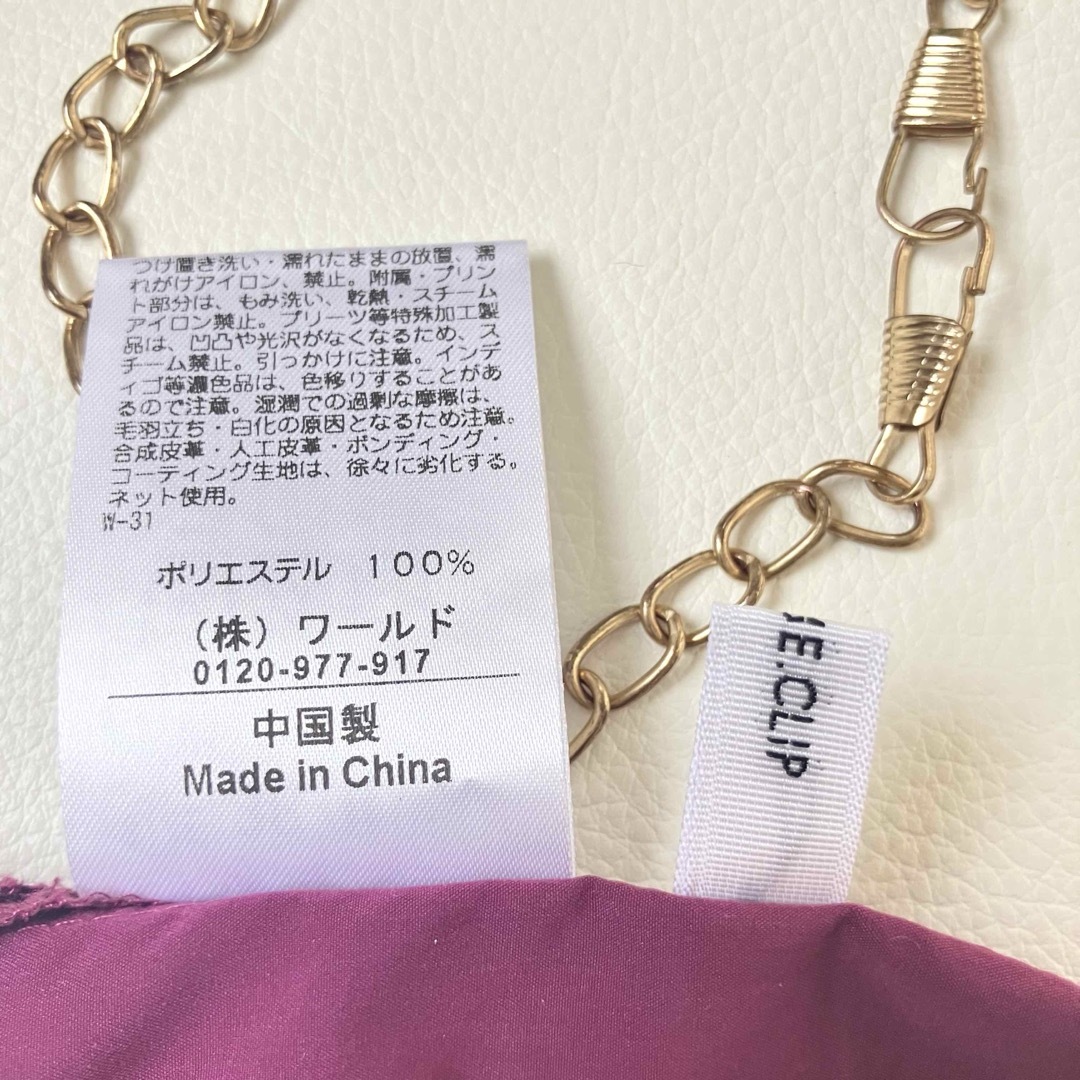 つけ置き洗い・濡れたままの放置、濡
れがけアイロン、禁止。附属・プリン
ト部分は、もみ洗い、乾熱・スチーム
アイロン禁止。プリーツ等特殊加工製
品は、凹凸や光沢がなくなるため、ス
チーム禁止。引っかけに注意。インデ
ィゴ等濃色品は、色移りすることがあ
るので注意。湿潤での過剰な摩擦は、
毛羽立ち・白化の原因となるため注意。
合成皮革・人工皮革・ボンディング・
コーティング生地は、徐々に劣化する。
ネット使用。
W-31
ポリエステル 100%
(株)ワールド
0120-977-917
中国製
Made in China
E.CLIP